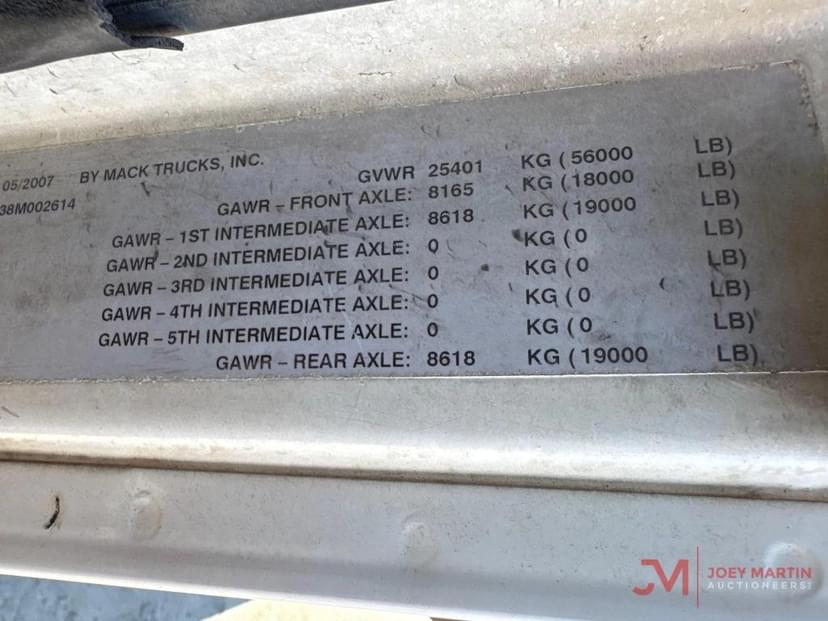 05/2007 BY MACK TRUCKS, INC.
38M002614
GVWR 25401 KG (56000 LB)
GAWR – FRONT AXLE: 8165 KG (18000 LB)
GAWR – 1ST INTERMEDIATE AXLE: 8618 KG (19000 LB)
GAWR – 2ND INTERMEDIATE AXLE: 0 KG (0 LB)
GAWR – 3RD INTERMEDIATE AXLE: 0 KG (0 LB)
GAWR – 4TH INTERMEDIATE AXLE: 0 KG (0 LB)
GAWR – 5TH INTERMEDIATE AXLE: 0 KG (0 LB)
GAWR – REAR AXLE: 8618 KG (19000 LB)
JM JOEY MARTIN
AUCTIONEERS